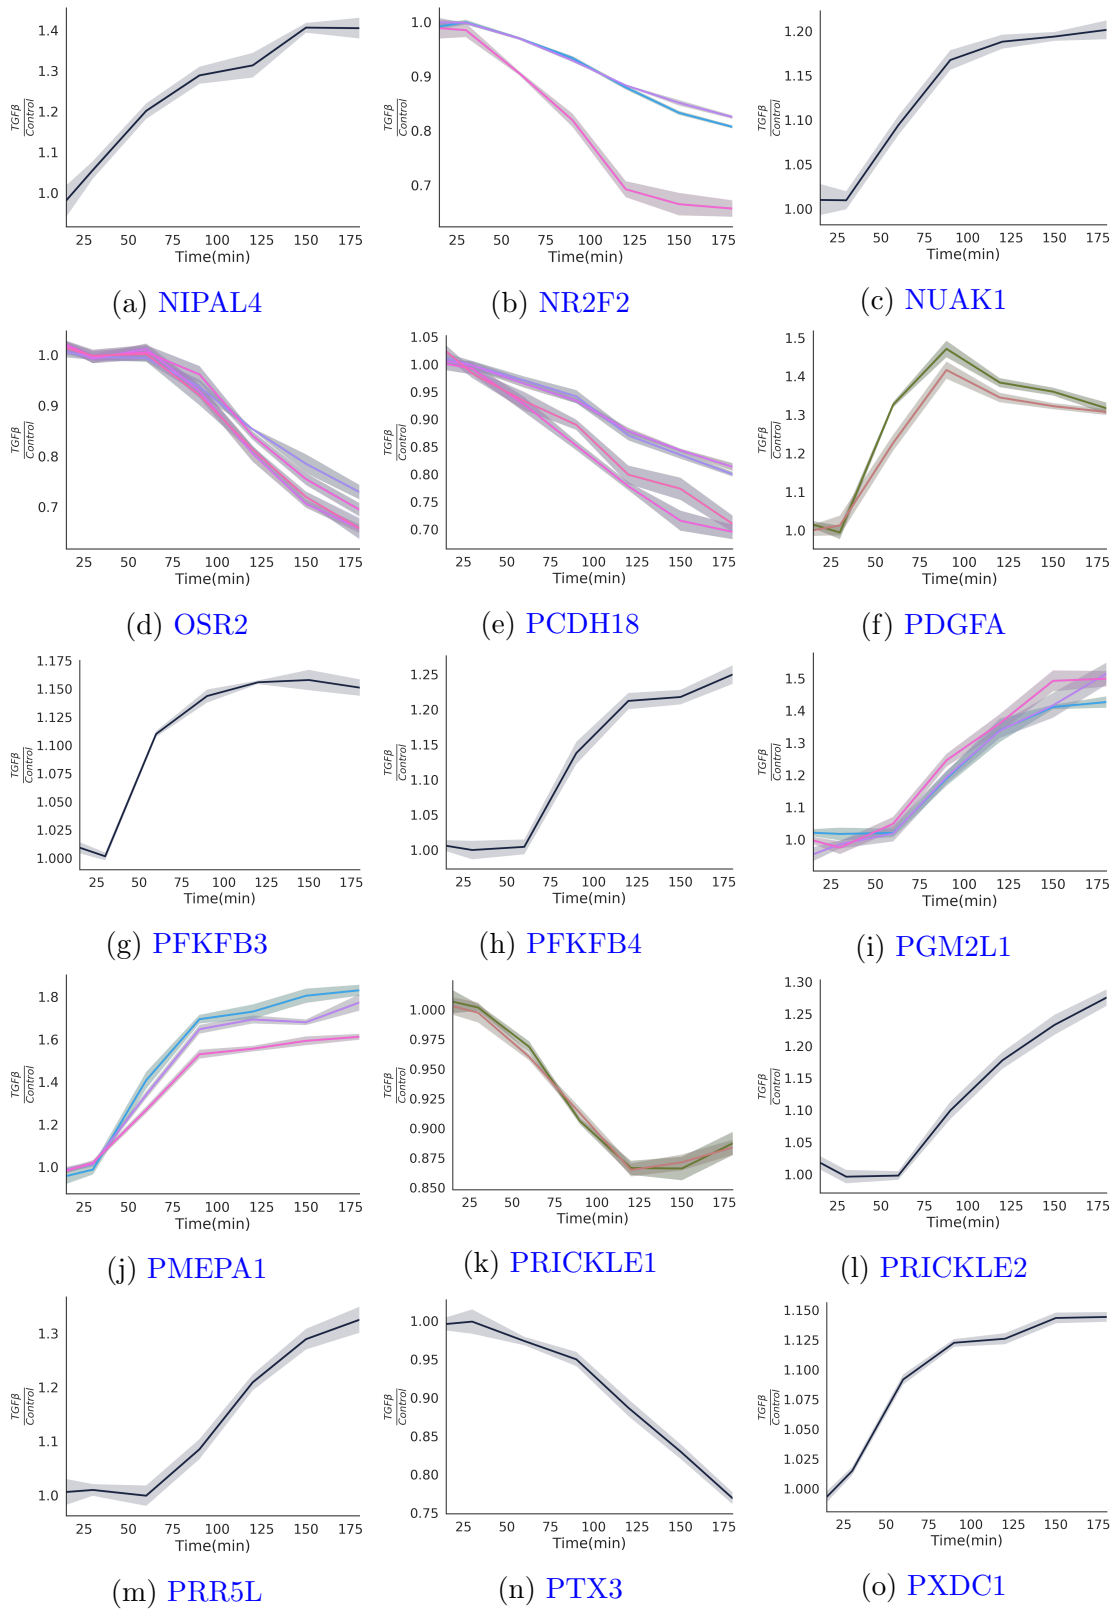 1.4
1.3
1.2
1.1
1.0
TGFβ
Control
25 50 75 100 125 150 175
Time(min)
(a) NIPAL4
1.0
0.9
0.8
0.7
TGFβ
Control
25 50 75 100 125 150 175
Time(min)
(b) NR2F2
1.20
1.15
1.10
1.05
1.00
TGFβ
Control
25 50 75 100 125 150 175
Time(min)
(c) NUAK1
1.0
0.9
0.8
0.7
TGFβ
Control
25 50 75 100 125 150 175
Time(min)
(d) OSR2
1.05
1.00
0.95
0.90
0.85
0.80
0.75
0.70
TGFβ
Control
25 50 75 100 125 150 175
Time(min)
(e) PCDH18
1.5
1.4
1.3
1.2
1.1
1.0
TGFβ
Control
25 50 75 100 125 150 175
Time(min)
(f) PDGFA
1.175
1.150
1.125
1.100
1.075
1.050
1.025
1.000
TGFβ
Control
25 50 75 100 125 150 175
Time(min)
(g) PFKFB3
1.25
1.20
1.15
1.10
1.05
1.00
TGFβ
Control
25 50 75 100 125 150 175
Time(min)
(h) PFKFB4
1.5
1.4
1.3
1.2
1.1
1.0
TGFβ
Control
25 50 75 100 125 150 175
Time(min)
(i) PGM2L1
1.8
1.6
1.4
1.2
1.0
TGFβ
Control
25 50 75 100 125 150 175
Time(min)
(j) PMEPA1
1.000
0.975
0.950
0.925
0.900
0.875
0.850
TGFβ
Control
25 50 75 100 125 150 175
Time(min)
(k) PRICKLE1
1.30
1.25
1.20
1.15
1.10
1.05
1.00
TGFβ
Control
25 50 75 100 125 150 175
Time(min)
(l) PRICKLE2
1.3
1.2
1.1
1.0
TGFβ
Control
25 50 75 100 125 150 175
Time(min)
(m) PRR5L
1.00
0.95
0.90
0.85
0.80
0.75
TGFβ
Control
25 50 75 100 125 150 175
Time(min)
(n) PTX3
1.150
1.125
1.100
1.075
1.050
1.025
1.000
TGFβ
Control
25 50 75 100 125 150 175
Time(min)
(o) PXDC1